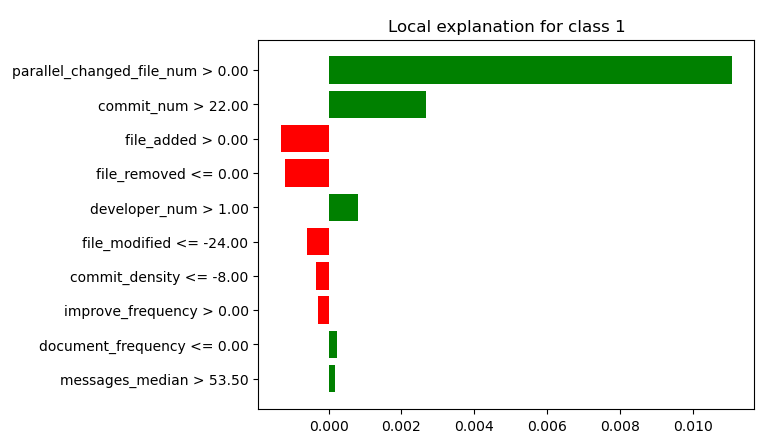 Local explanation for class 1
parallel_changed_file_num > 0.00
commit_num > 22.00
file_added > 0.00
file_removed <= 0.00
developer_num > 1.00
file_modified <= -24.00
commit_density <= -8.00
improve_frequency > 0.00
document_frequency <= 0.00
messages_median > 53.50
0.000 0.002 0.004 0.006 0.008 0.010